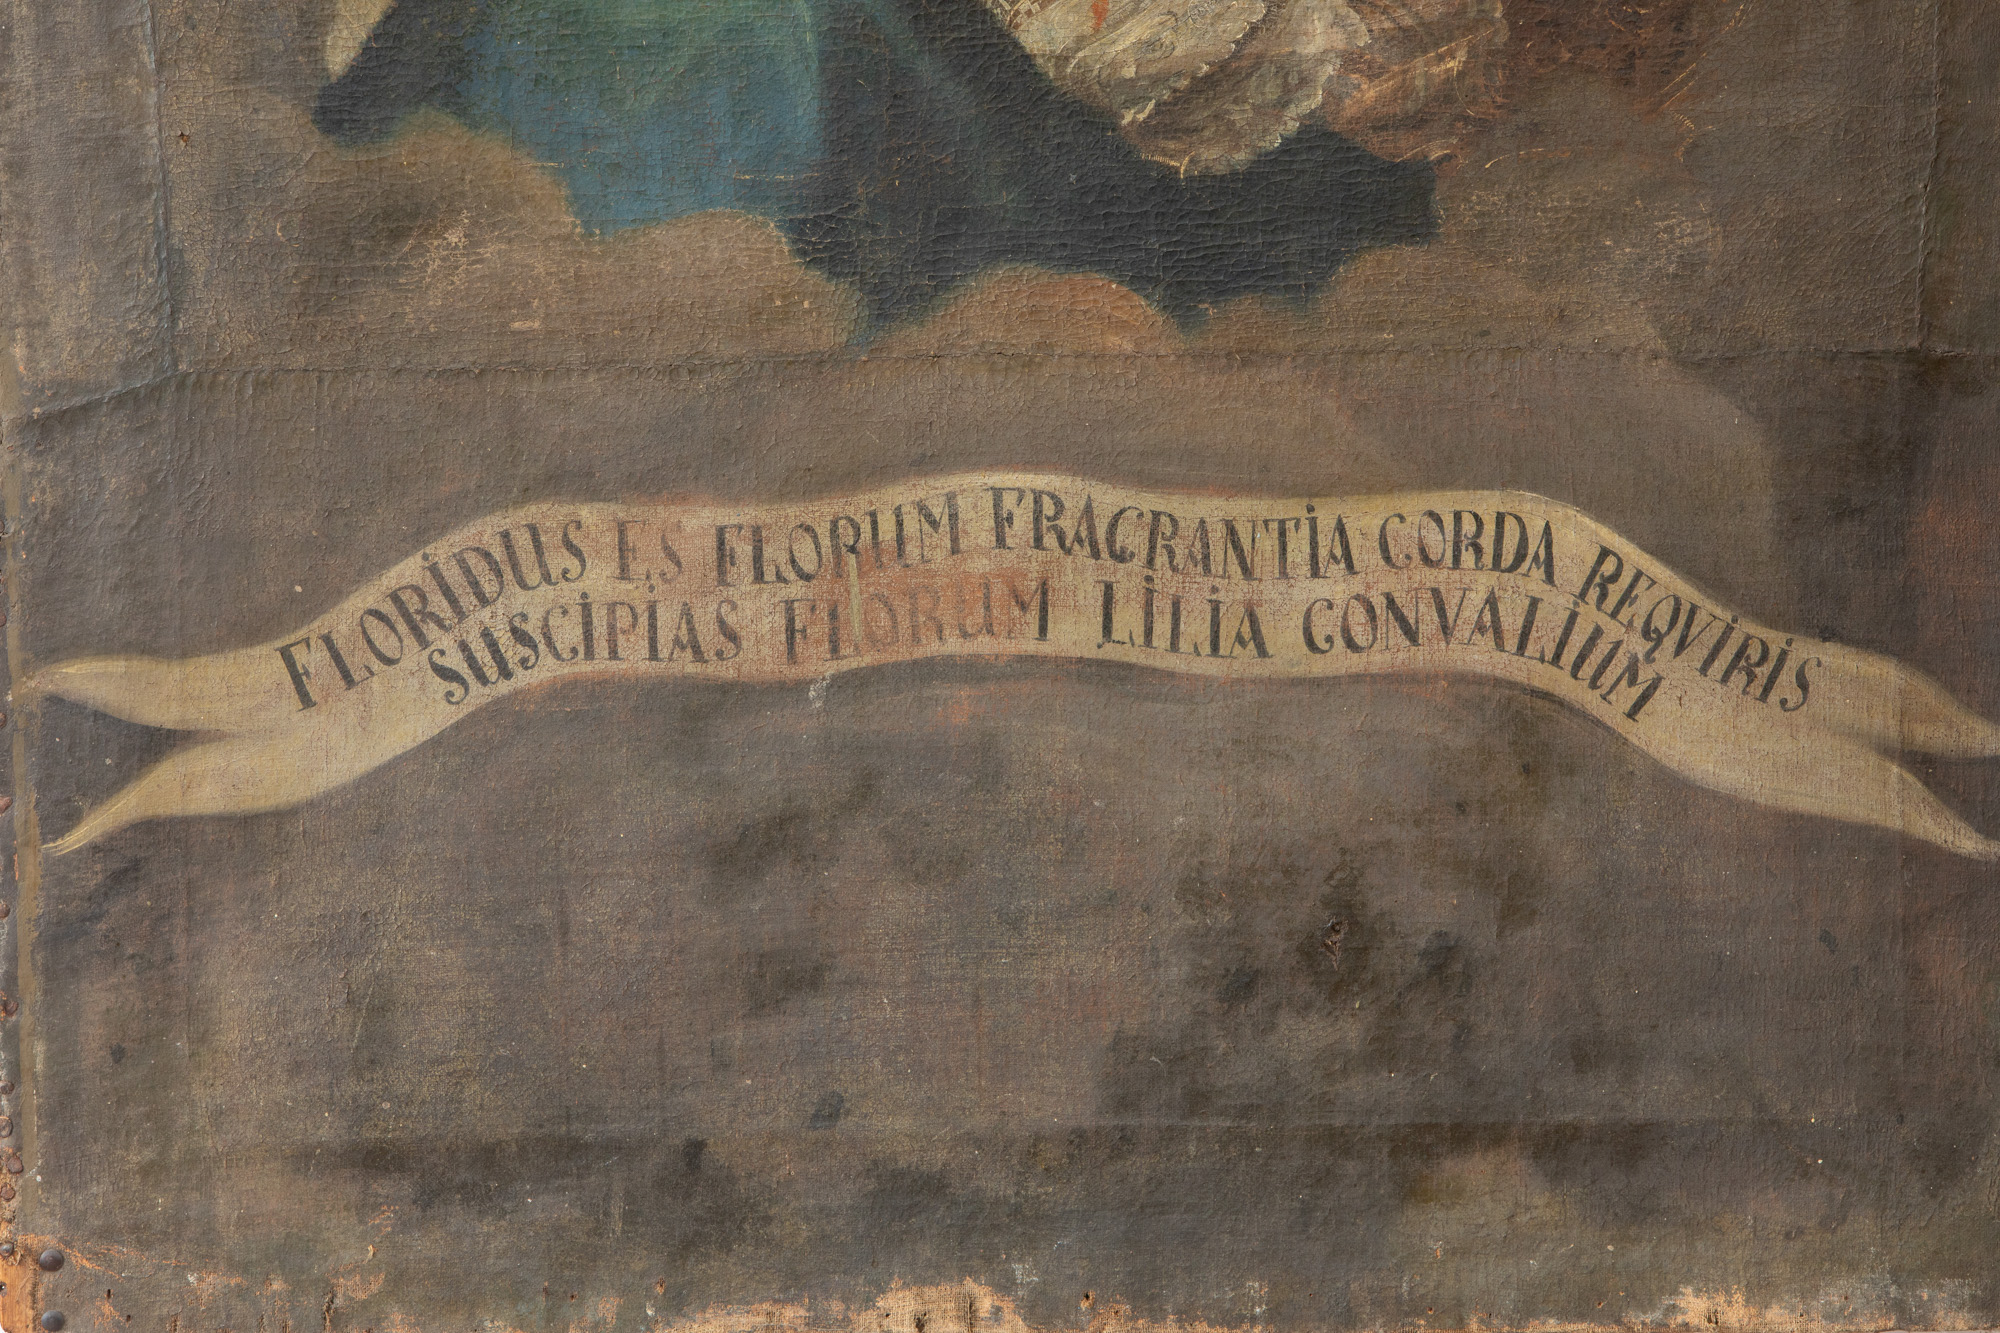 FLORiDUS ES FLORUM FRAGRANTiA CORDA REQViRiS
SUSCiPiAS FLORUM LiLiA CONVALiUM